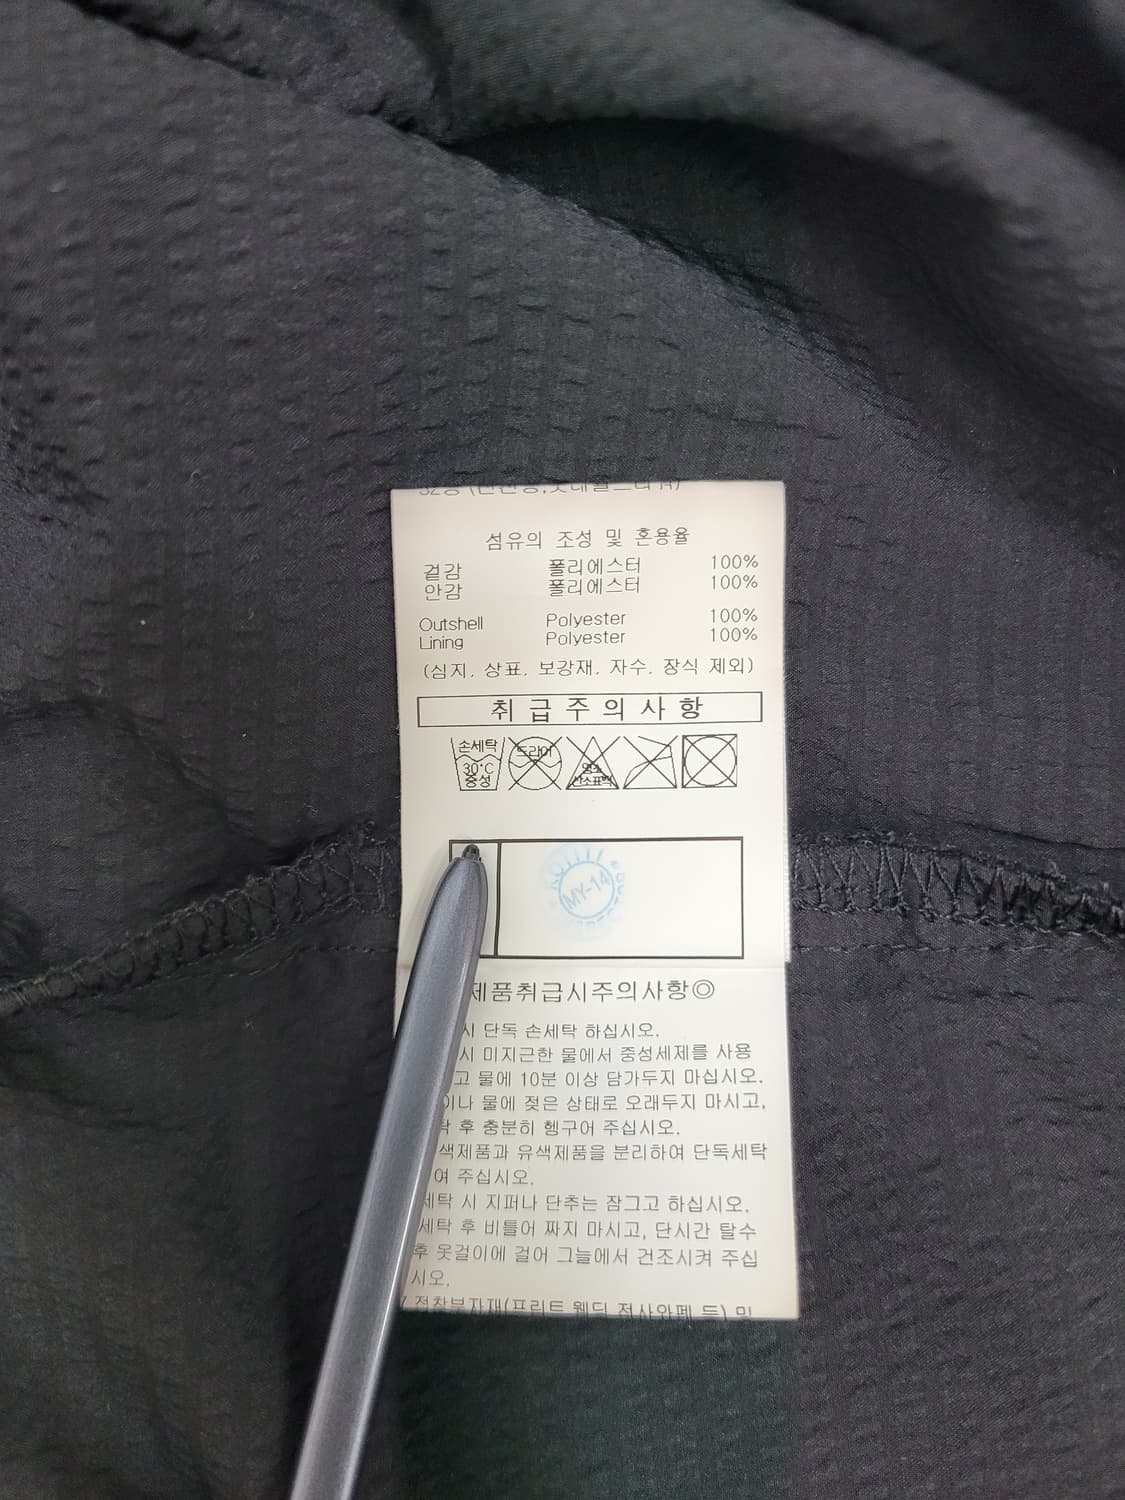 섬유의 조성 및 혼용율
겉감 폴리에스터 100%
안감 폴리에스터 100%
Outshell Polyester 100%
Lining Polyester 100%
(심지, 상표, 보강재, 자수, 장식 제외)
취급주의사항
손세탁 30°C 중성 드라이 염소 산소표백
MY-14
제품취급시주의사항◎
시 단독 손세탁 하십시오.
시 미지근한 물에서 중성세제를 사용
고 물에 10분 이상 담가두지 마십시오.
이나 물에 젖은 상태로 오래두지 마시고,
탁 후 충분히 헹구어 주십시오.
색제품과 유색제품을 분리하여 단독세탁
여 주십시오.
세탁 시 지퍼나 단추는 잠그고 하십시오.
세탁 후 비틀어 짜지 마시고, 단시간 탈수
후 옷걸이에 걸어 그늘에서 건조시켜 주십
시오.